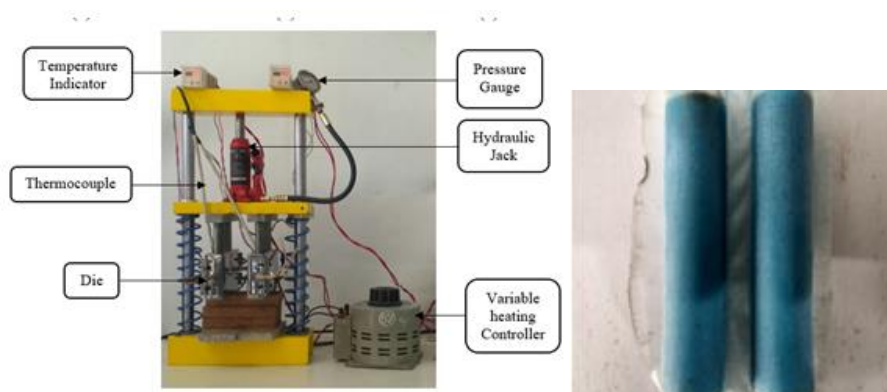 Temperature
Indicator
Pressure
Gauge
Hydraulic
Jack
Thermocouple
Die
Variable
heating
Controller